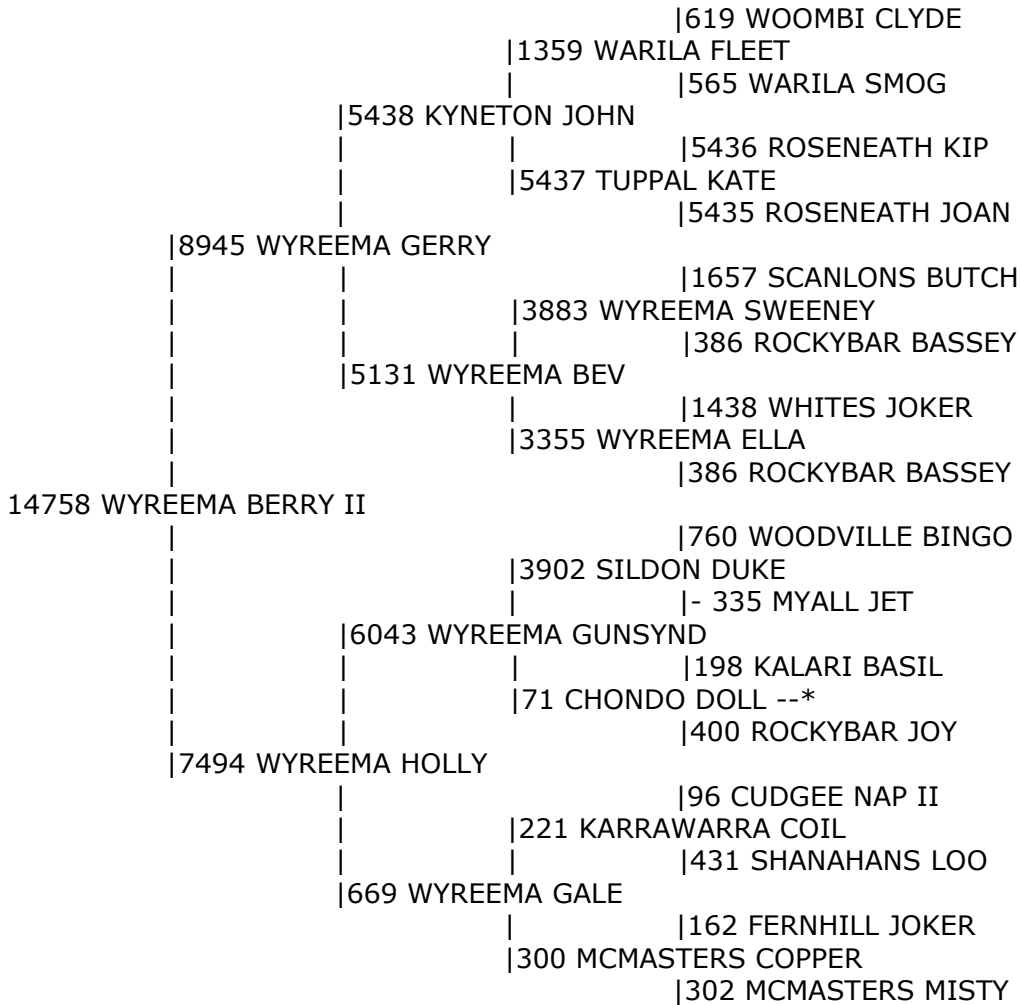 |619 WOOMBI CLYDE
|1359 WARILA FLEET
| |565 WARILA SMOG
|5438 KYNETON JOHN
| | |5436 ROSENEATH KIP
| |5437 TUPPAL KATE
| |5435 ROSENEATH JOAN
|8945 WYREEMA GERRY
| | |1657 SCANLONS BUTCH
| | |3883 WYREEMA SWEENEY
| | | |386 ROCKYBAR BASSEY
| |5131 WYREEMA BEV
| | |1438 WHITES JOKER
| |3355 WYREEMA ELLA
| |386 ROCKYBAR BASSEY
14758 WYREEMA BERRY II
| |760 WOODVILLE BINGO
| |3902 SILDON DUKE
| | |- 335 MYALL JET
| |6043 WYREEMA GUNSYND
| | | |198 KALARI BASIL
| | |71 CHONDO DOLL --*
| | |400 ROCKYBAR JOY
|7494 WYREEMA HOLLY
| |96 CUDGEE NAP II
| |221 KARRAWARRA COIL
| | |431 SHANAHANS LOO
|669 WYREEMA GALE
| |162 FERNHILL JOKER
|300 MCMASTERS COPPER
|302 MCMASTERS MISTY